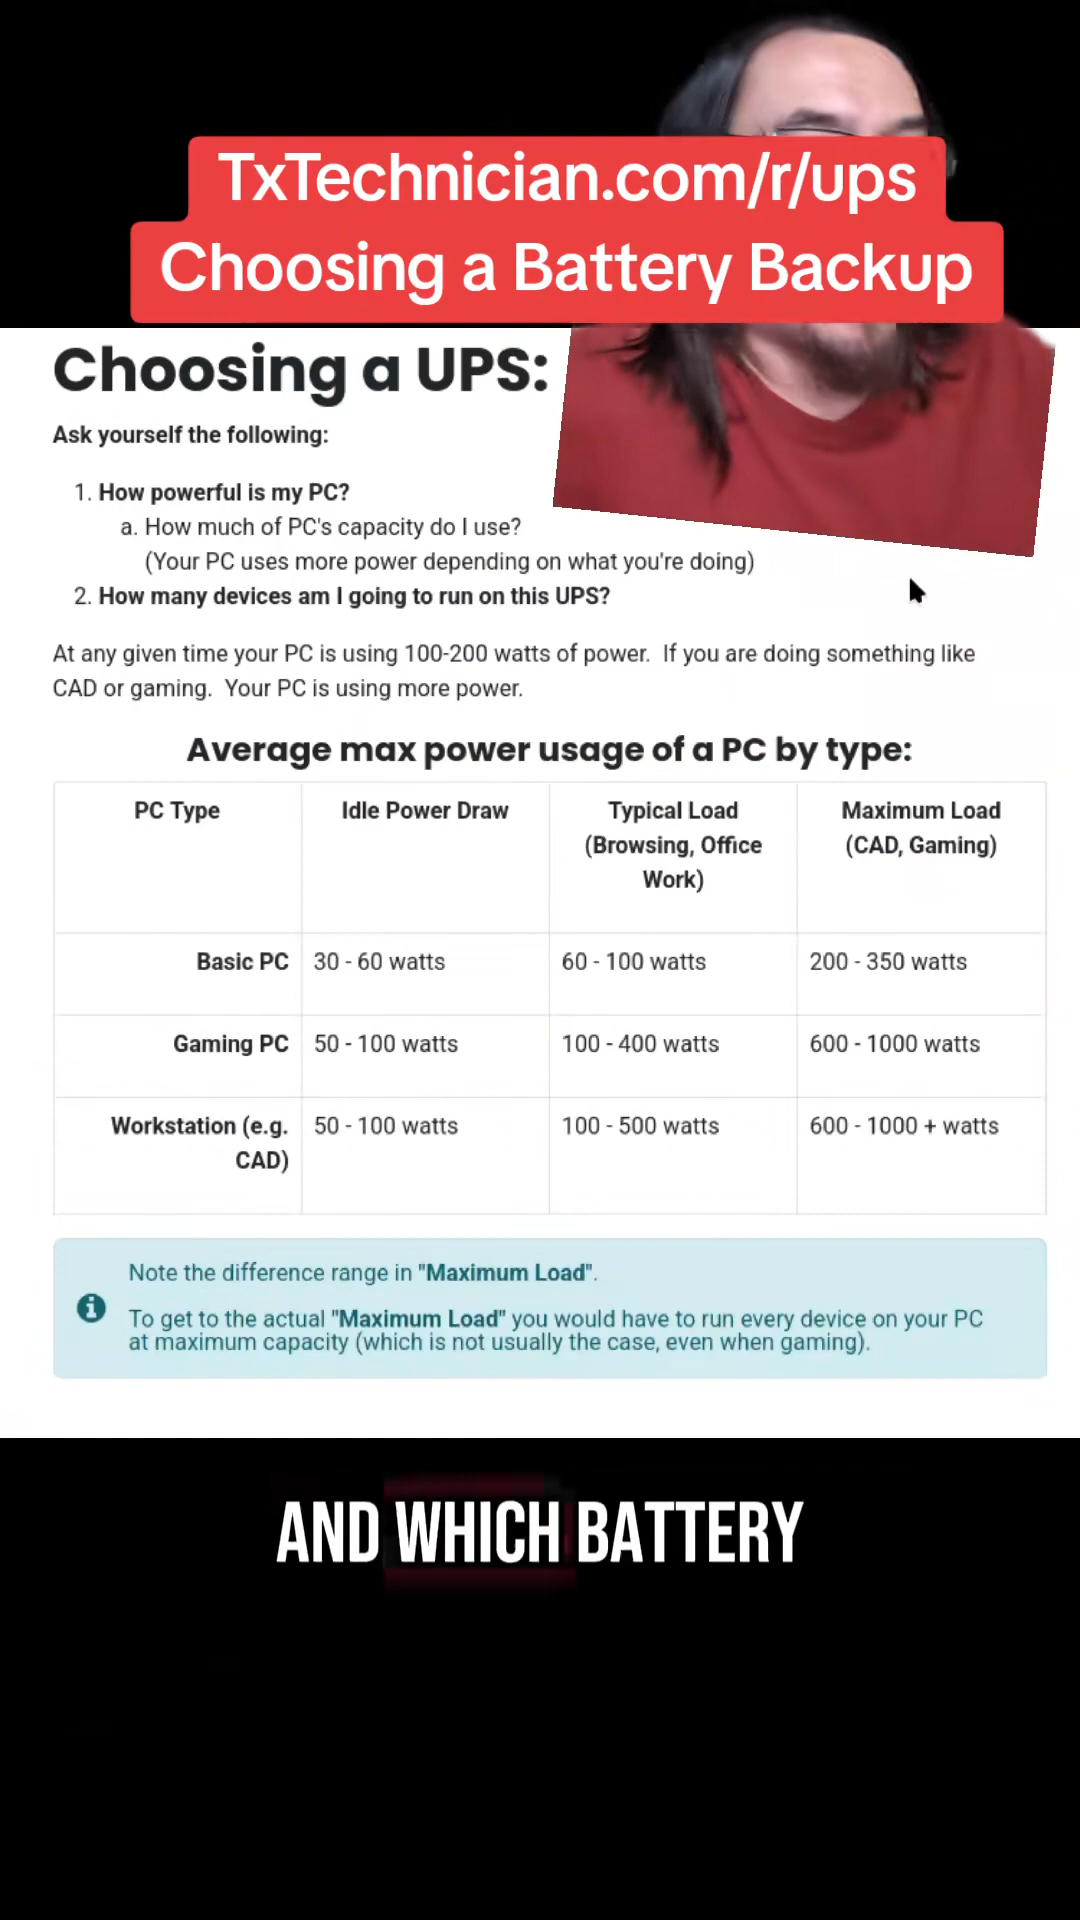 TxTechnician.com/r/ups
Choosing a Battery Backup
Choosing a UPS:
Ask yourself the following:
1. How powerful is my PC?
a. How much of PC's capacity do I use?
(Your PC uses more power depending on what you're doing)
2. How many devices am I going to run on this UPS?
At any given time your PC is using 100-200 watts of power.  If you are doing something like
CAD or gaming.  Your PC is using more power.
Average max power usage of a PC by type:
PC Type
Idle Power Draw
Typical Load
(Browsing, Office
Work)
Maximum Load
(CAD, Gaming)
Basic PC
30 - 60 watts
60 - 100 watts
200 - 350 watts
Gaming PC
50 - 100 watts
100 - 400 watts
600 - 1000 watts
Workstation (e.g.
CAD)
50 - 100 watts
100 - 500 watts
600 - 1000 + watts
Note the difference range in "Maximum Load".
To get to the actual "Maximum Load" you would have to run every device on your PC
at maximum capacity (which is not usually the case, even when gaming).
AND WHICH BATTERY